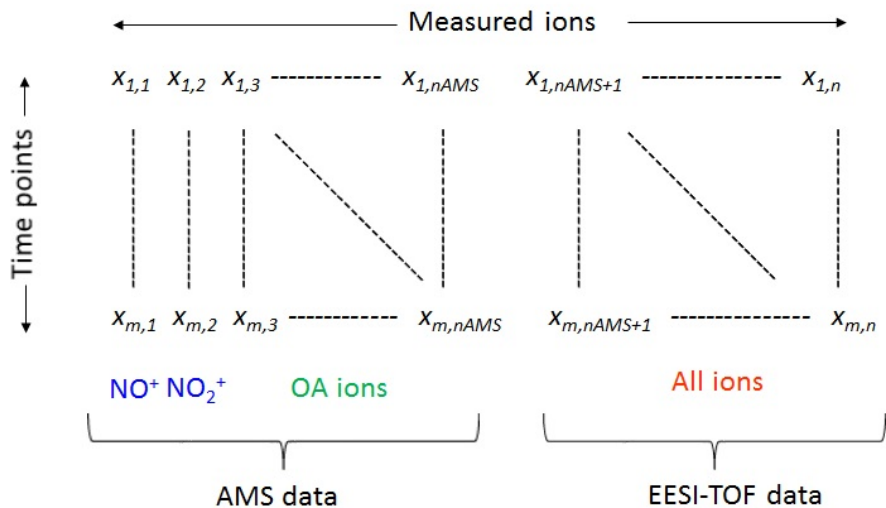 Measured ions
x1,1 x1,2 x1,3 x1,nAMS x1,nAMS+1 x1,n
Time points
xm,1 xm,2 xm,3 xm,nAMS xm,nAMS+1 xm,n
NO+ NO2+ OA ions All ions
AMS data EESI-TOF data